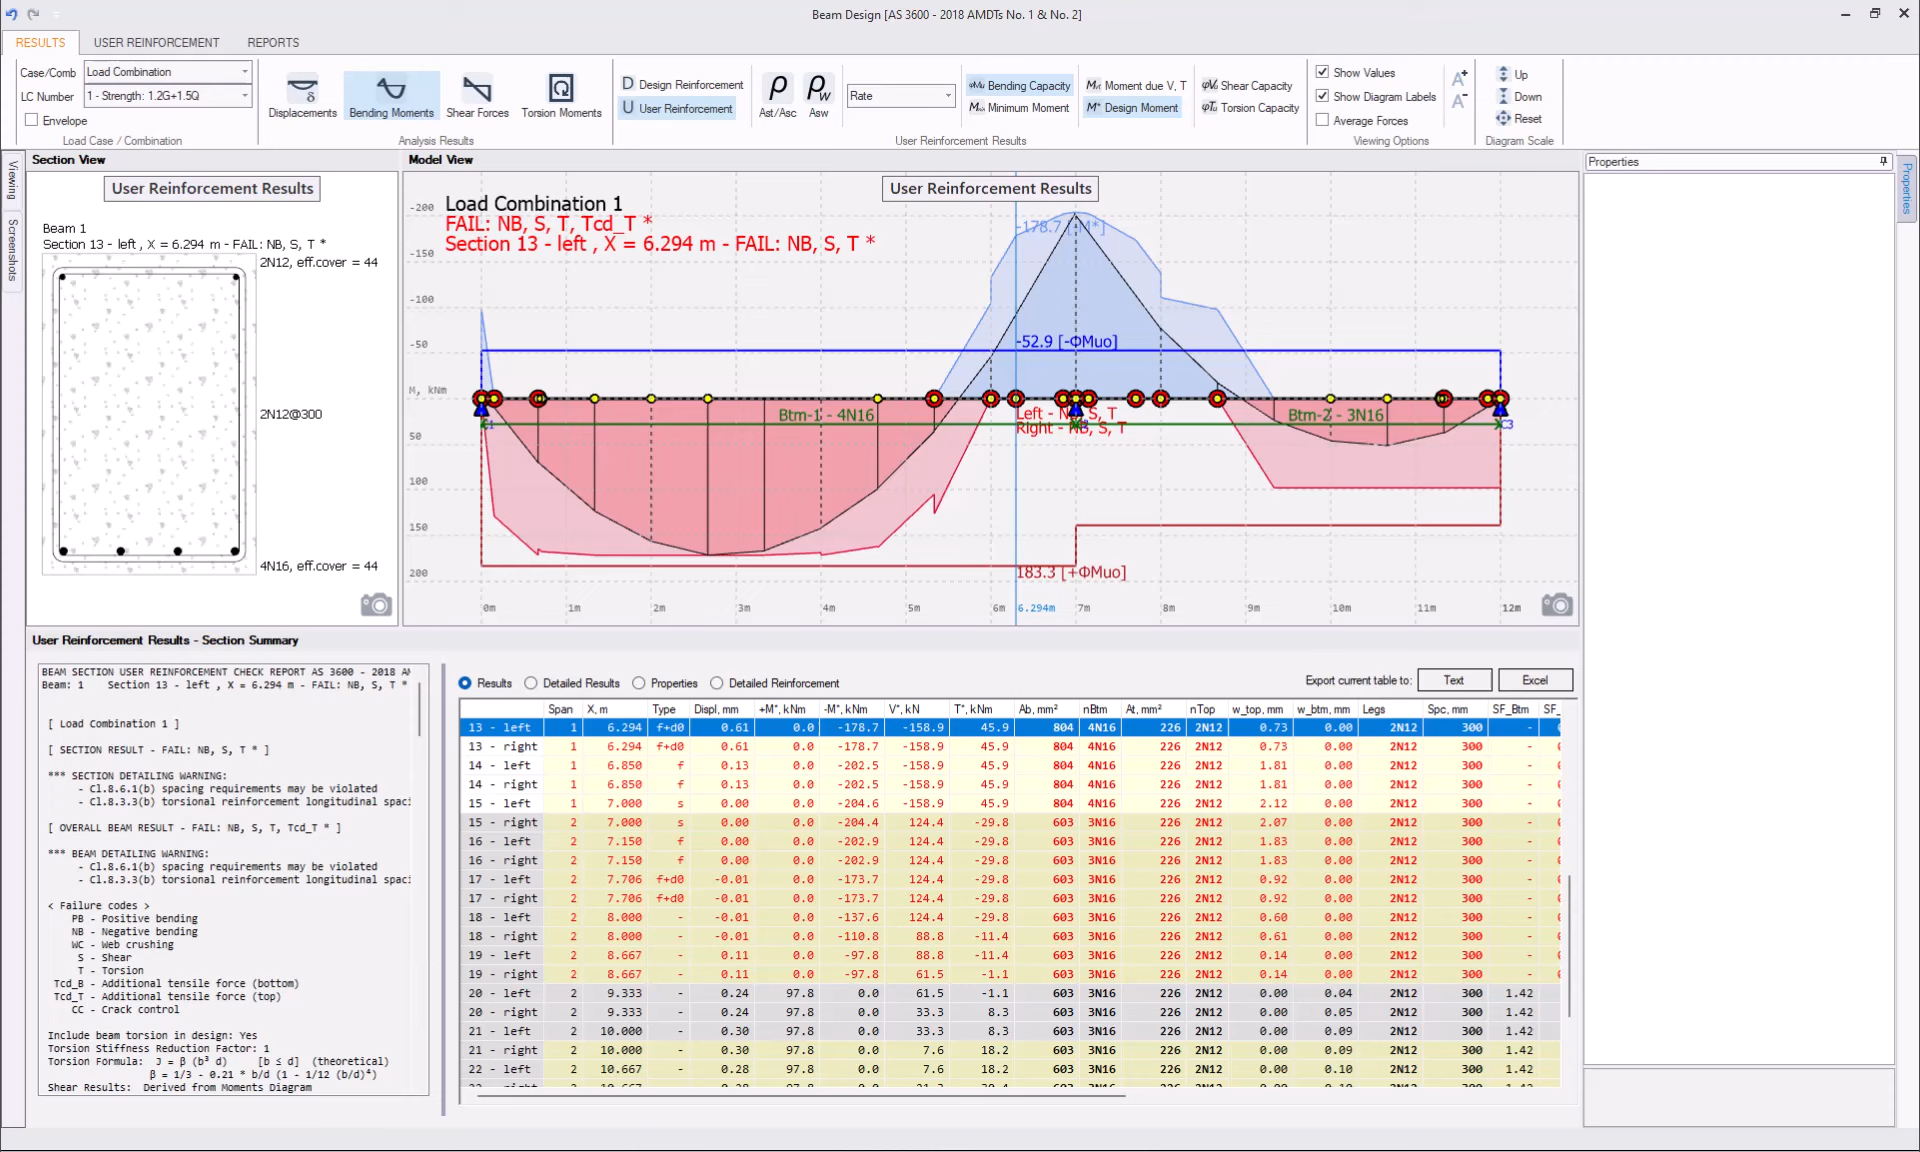 Beam Design [AS 3600 - 2018 AMDTs No. 1 & No. 2]
RESULTS USER REINFORCEMENT REPORTS
Case/Comb Load Combination
LC Number 1 - Strength: 1.2G+1.5Q
Envelope
Load Case / Combination
Displacements Bending Moments Shear Forces Torsion Moments
Analysis Results
D Design Reinforcement
U User Reinforcement
ρ Ast/Asc ρw Asw
Rate
Bending Capacity
Minimum Moment
Moment due V, T
M* Design Moment
Shear Capacity
Torsion Capacity
User Reinforcement Results
Show Values
Show Diagram Labels
Average Forces
Viewing Options
A+
A-
Up
Down
Reset
Diagram Scale
Viewing
Screenshots
Section View
User Reinforcement Results
Beam 1
Section 13 - left , X = 6.294 m - FAIL: NB, S, T *
2N12, eff.cover = 44
2N12@300
4N16, eff.cover = 44
Model View
User Reinforcement Results
Load Combination 1
FAIL: NB, S, T, Tcd_T *
Section 13 - left , X = 6.294 m - FAIL: NB, S, T *
-178.7 [M*]
-52.9 [-ΦMuo]
183.3 [+ΦMuo]
-200
-150
-100
-50
M, kNm
50
100
150
200
Btm-1 - 4N16
Left - NB, S, T
Right - NB, S, T
Btm-2 - 3N16
C3
0m 1m 2m 3m 4m 5m 6m 6.294m 7m 8m 9m 10m 11m 12m
Properties
Properties
User Reinforcement Results - Section Summary
BEAM SECTION USER REINFORCEMENT CHECK REPORT AS 3600 - 2018
Beam: 1 Section 13 - left , X = 6.294 m - FAIL: NB, S, T *
[ Load Combination 1 ]
[ SECTION RESULT - FAIL: NB, S, T * ]
*** SECTION DETAILING WARNING:
- Cl.8.6.1(b) spacing requirements may be violated
- Cl.8.3.3(b) torsional reinforcement longitudinal spaci
[ OVERALL BEAM RESULT - FAIL: NB, S, T, Tcd_T * ]
*** BEAM DETAILING WARNING:
- Cl.8.6.1(b) spacing requirements may be violated
- Cl.8.3.3(b) torsional reinforcement longitudinal spaci
< Failure codes >
PB - Positive bending
NB - Negative bending
WC - Web crushing
S - Shear
T - Torsion
Tcd_B - Additional tensile force (bottom)
Tcd_T - Additional tensile force (top)
CC - Crack control
Include beam torsion in design: Yes
Torsion Stiffness Reduction Factor: 1
Torsion Formula: J = β (b³ d) [b ≤ d] (theoretical)
β = 1/3 - 0.21 * b/d (1 - 1/12 (b/d)⁴)
Shear Results: Derived from Moments Diagram
Results Detailed Results Properties Detailed Reinforcement
Export current table to: Text Excel
Span X, m Type Displ, mm +M*, kNm -M*, kNm V*, kN T*, kNm Ab, mm² nBtm At, mm² nTop w_top, mm w_btm, mm Legs Spc, mm SF_Btm SF_
13 - left 1 6.294 f+d0 0.61 0.0 -178.7 -158.9 45.9 804 4N16 226 2N12 0.73 0.00 2N12 300 -
13 - right 1 6.294 f+d0 0.61 0.0 -178.7 -158.9 45.9 804 4N16 226 2N12 0.73 0.00 2N12 300 -
14 - left 1 6.850 f 0.13 0.0 -202.5 -158.9 45.9 804 4N16 226 2N12 1.81 0.00 2N12 300 -
14 - right 1 6.850 f 0.13 0.0 -202.5 -158.9 45.9 804 4N16 226 2N12 1.81 0.00 2N12 300 -
15 - left 1 7.000 s 0.00 0.0 -204.6 -158.9 45.9 804 4N16 226 2N12 2.12 0.00 2N12 300 -
15 - right 2 7.000 s 0.00 0.0 -204.4 124.4 -29.8 603 3N16 226 2N12 2.07 0.00 2N12 300 -
16 - left 2 7.150 f 0.00 0.0 -202.9 124.4 -29.8 603 3N16 226 2N12 1.83 0.00 2N12 300 -
16 - right 2 7.150 f 0.00 0.0 -202.9 124.4 -29.8 603 3N16 226 2N12 1.83 0.00 2N12 300 -
17 - left 2 7.706 f+d0 -0.01 0.0 -173.7 124.4 -29.8 603 3N16 226 2N12 0.92 0.00 2N12 300 -
17 - right 2 7.706 f+d0 -0.01 0.0 -173.7 124.4 -29.8 603 3N16 226 2N12 0.92 0.00 2N12 300 -
18 - left 2 8.000 - -0.01 0.0 -137.6 124.4 -29.8 603 3N16 226 2N12 0.60 0.00 2N12 300 -
18 - right 2 8.000 - -0.01 0.0 -110.8 88.8 -11.4 603 3N16 226 2N12 0.61 0.00 2N12 300 -
19 - left 2 8.667 - 0.11 0.0 -97.8 88.8 -11.4 603 3N16 226 2N12 0.14 0.00 2N12 300 -
19 - right 2 8.667 - 0.11 0.0 -97.8 61.5 -1.1 603 3N16 226 2N12 0.14 0.00 2N12 300 -
20 - left 2 9.333 - 0.24 97.8 0.0 61.5 -1.1 603 3N16 226 2N12 0.00 0.04 2N12 300 1.42
20 - right 2 9.333 - 0.24 97.8 0.0 33.3 8.3 603 3N16 226 2N12 0.00 0.05 2N12 300 1.42
21 - left 2 10.000 - 0.30 97.8 0.0 33.3 8.3 603 3N16 226 2N12 0.00 0.09 2N12 300 1.42
21 - right 2 10.000 - 0.30 97.8 0.0 7.6 18.2 603 3N16 226 2N12 0.00 0.09 2N12 300 1.42
22 - left 2 10.667 - 0.28 97.8 0.0 7.6 18.2 603 3N16 226 2N12 0.00 0.10 2N12 300 1.42